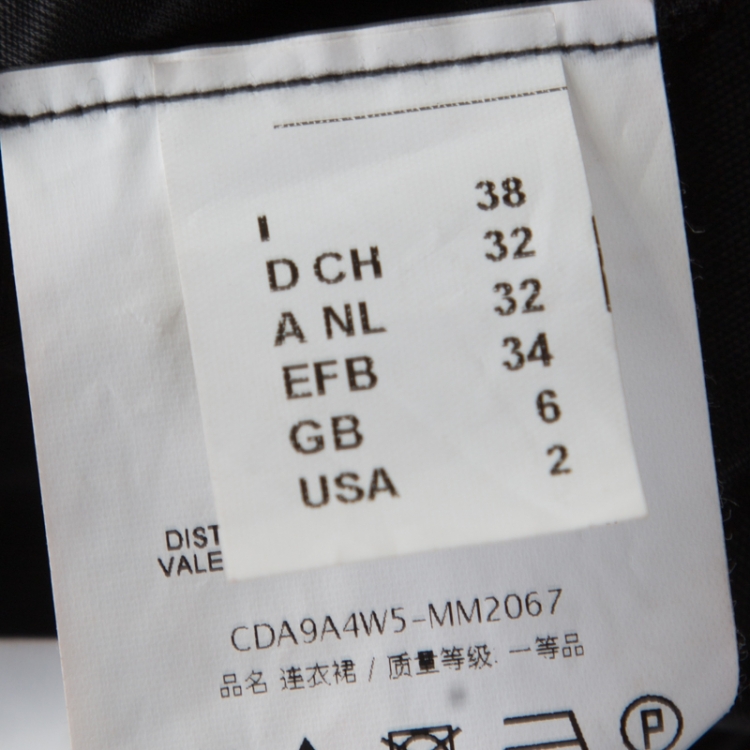 I 38
D CH 32
A NL 32
EFB 34
GB 6
USA 2
DIST
VALE
CDA9A4W5-MM2067
品名 连衣裙 / 质量等级: 一等品
P